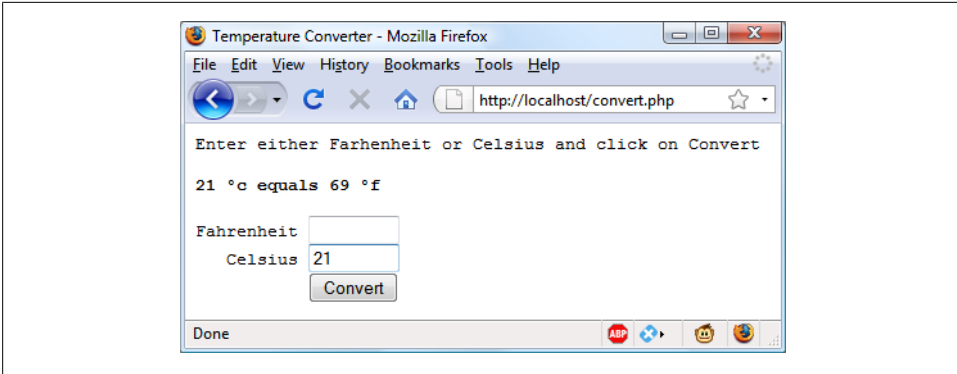 Temperature Converter - Mozilla Firefox
File Edit View History Bookmarks Tools Help
http://localhost/convert.php
Enter either Farhenheit or Celsius and click on Convert
21 °c equals 69 °f
Fahrenheit
Celsius 21
Convert
Done ABP